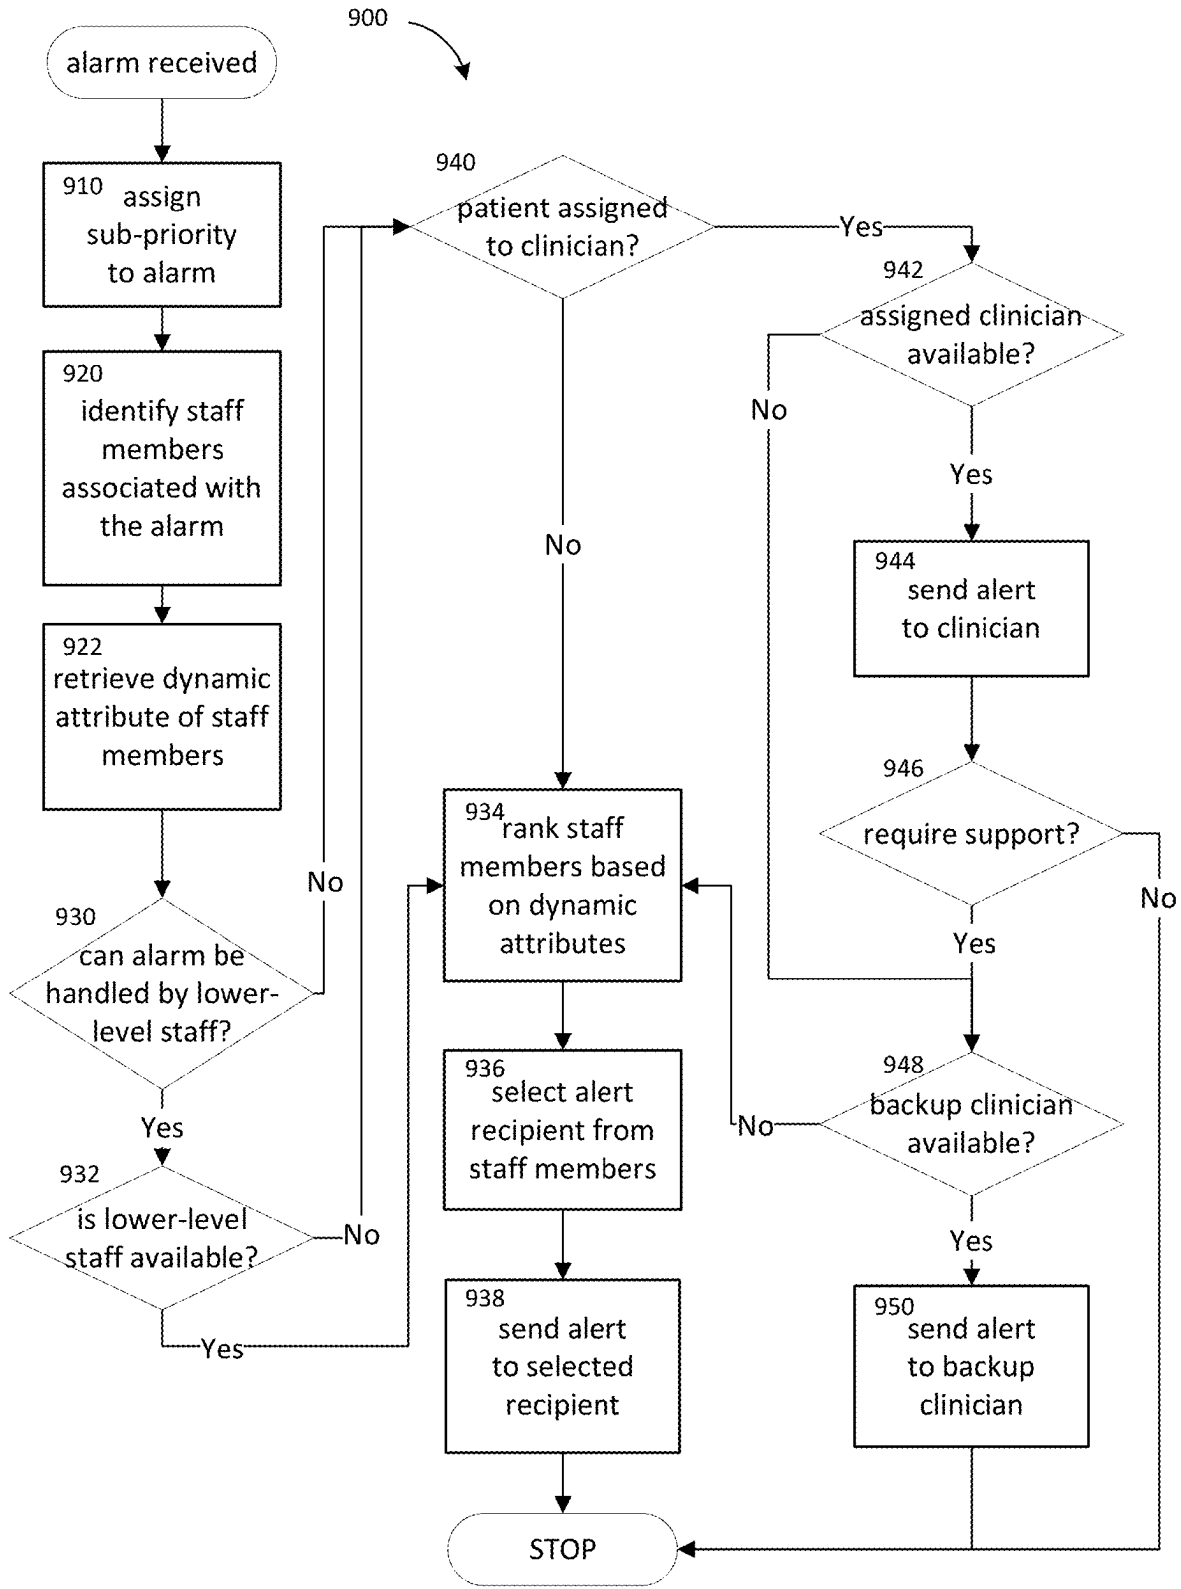 900
alarm received
910
assign
sub-priority
to alarm
920
identify staff
members
associated with
the alarm
922
retrieve dynamic
attribute of staff
members
930
can alarm be
handled by lower-
level staff?
No
Yes
932
is lower-level
staff available?
No
Yes
940
patient assigned
to clinician?
Yes
No
934
rank staff
members based
on dynamic
attributes
936
select alert
recipient from
staff members
938
send alert
to selected
recipient
STOP
942
assigned clinician
available?
No
Yes
944
send alert
to clinician
946
require support?
No
Yes
948
backup clinician
available?
No
Yes
950
send alert
to backup
clinician